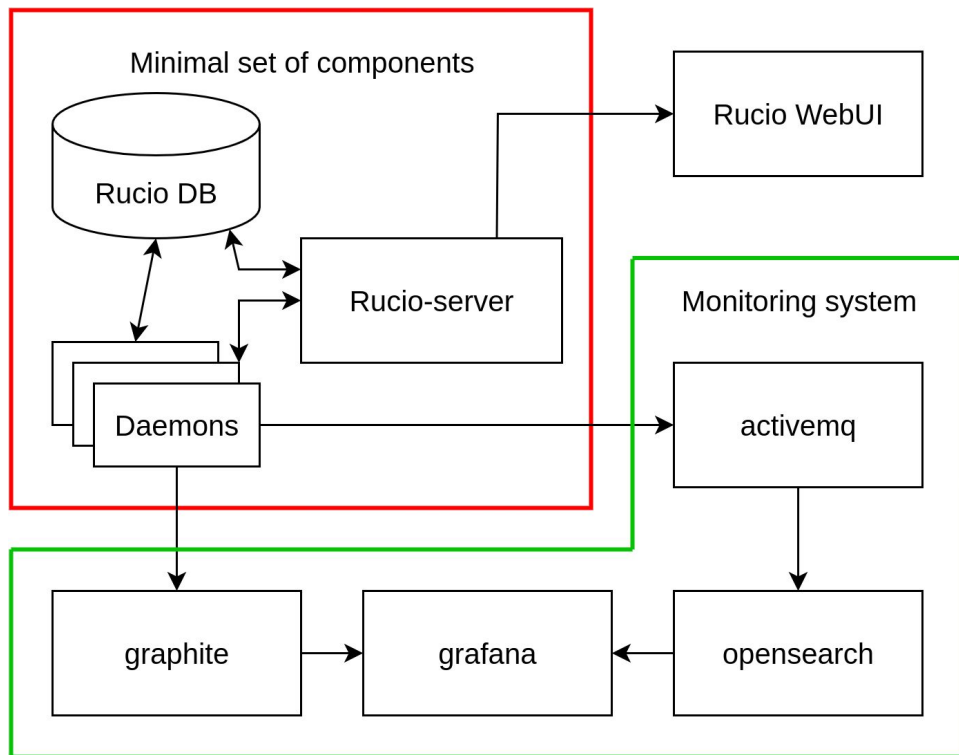 Minimal set of components
Rucio WebUI
Rucio DB
Rucio-server
Monitoring system
Daemons
activemq
graphite
grafana
opensearch